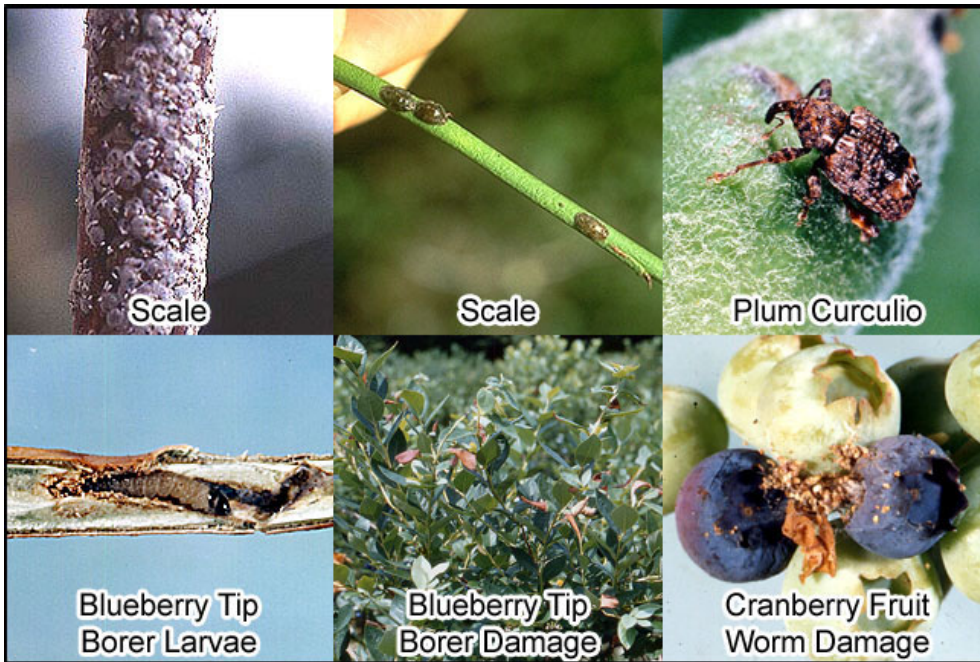 Scale
Scale
Plum Curculio
Blueberry Tip
Borer Larvae
Blueberry Tip
Borer Damage
Cranberry Fruit
Worm Damage